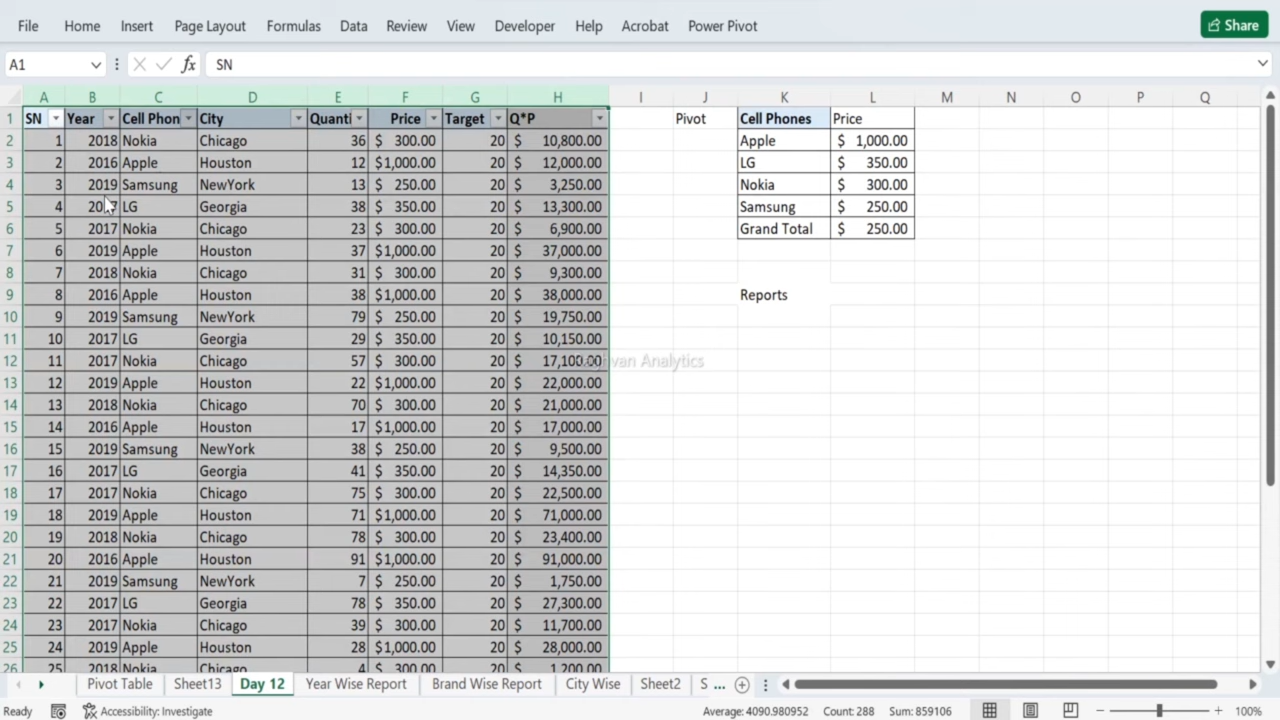 File Home Insert Page Layout Formulas Data Review View Developer Help Acrobat Power Pivot Share
A1 fx SN
A B C D E F G H I J K L M N O P Q
1 SN Year Cell Phon City Quanti Price Target Q*P Pivot Cell Phones Price
2 1 2018 Nokia Chicago 36 $ 300.00 20 $ 10,800.00 Apple $ 1,000.00
3 2 2016 Apple Houston 12 $1,000.00 20 $ 12,000.00 LG $ 350.00
4 3 2019 Samsung NewYork 13 $ 250.00 20 $ 3,250.00 Nokia $ 300.00
5 4 2017 LG Georgia 38 $ 350.00 20 $ 13,300.00 Samsung $ 250.00
6 5 2017 Nokia Chicago 23 $ 300.00 20 $ 6,900.00 Grand Total $ 250.00
7 6 2019 Apple Houston 37 $1,000.00 20 $ 37,000.00
8 7 2018 Nokia Chicago 31 $ 300.00 20 $ 9,300.00
9 8 2016 Apple Houston 38 $1,000.00 20 $ 38,000.00 Reports
10 9 2019 Samsung NewYork 79 $ 250.00 20 $ 19,750.00
11 10 2017 LG Georgia 29 $ 350.00 20 $ 10,150.00
12 11 2017 Nokia Chicago 57 $ 300.00 20 $ 17,100.00 Analytics
13 12 2019 Apple Houston 22 $1,000.00 20 $ 22,000.00
14 13 2018 Nokia Chicago 70 $ 300.00 20 $ 21,000.00
15 14 2016 Apple Houston 17 $1,000.00 20 $ 17,000.00
16 15 2019 Samsung NewYork 38 $ 250.00 20 $ 9,500.00
17 16 2017 LG Georgia 41 $ 350.00 20 $ 14,350.00
18 17 2017 Nokia Chicago 75 $ 300.00 20 $ 22,500.00
19 18 2019 Apple Houston 71 $1,000.00 20 $ 71,000.00
20 19 2018 Nokia Chicago 78 $ 300.00 20 $ 23,400.00
21 20 2016 Apple Houston 91 $1,000.00 20 $ 91,000.00
22 21 2019 Samsung NewYork 7 $ 250.00 20 $ 1,750.00
23 22 2017 LG Georgia 78 $ 350.00 20 $ 27,300.00
24 23 2017 Nokia Chicago 39 $ 300.00 20 $ 11,700.00
25 24 2019 Apple Houston 28 $1,000.00 20 $ 28,000.00
26 25 2018 Nokia Chicago 4 $ 300.00 20 $ 1,200.00
Pivot Table Sheet13 Day 12 Year Wise Report Brand Wise Report City Wise Sheet2 S ...
Ready Accessibility: Investigate Average: 4090.980952 Count: 288 Sum: 859106 100%